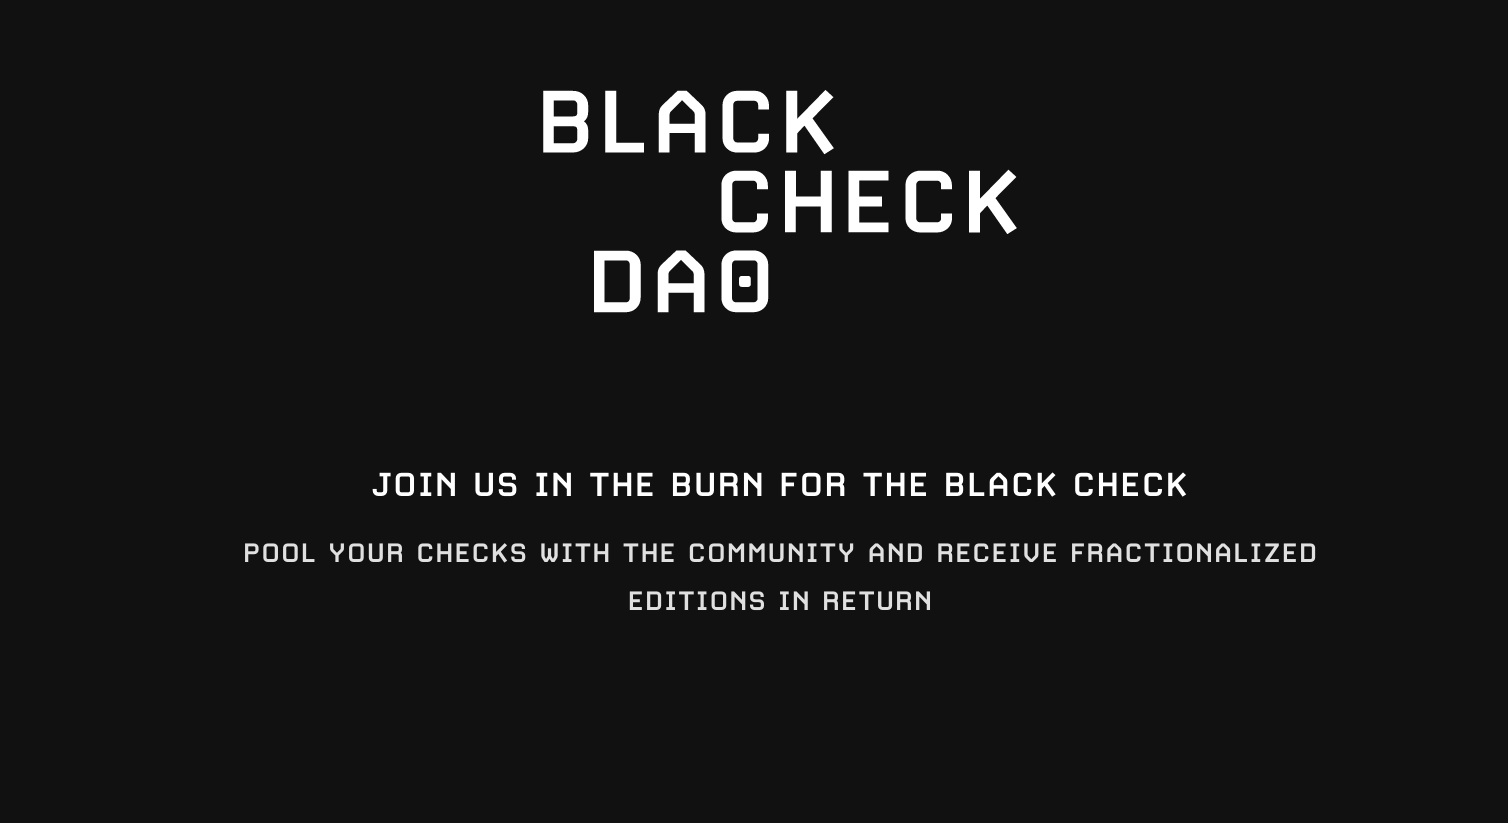 BLACK
CHECK
DAO
JOIN US IN THE BURN FOR THE BLACK CHECK
POOL YOUR CHECKS WITH THE COMMUNITY AND RECEIVE FRACTIONALIZED
EDITIONS IN RETURN